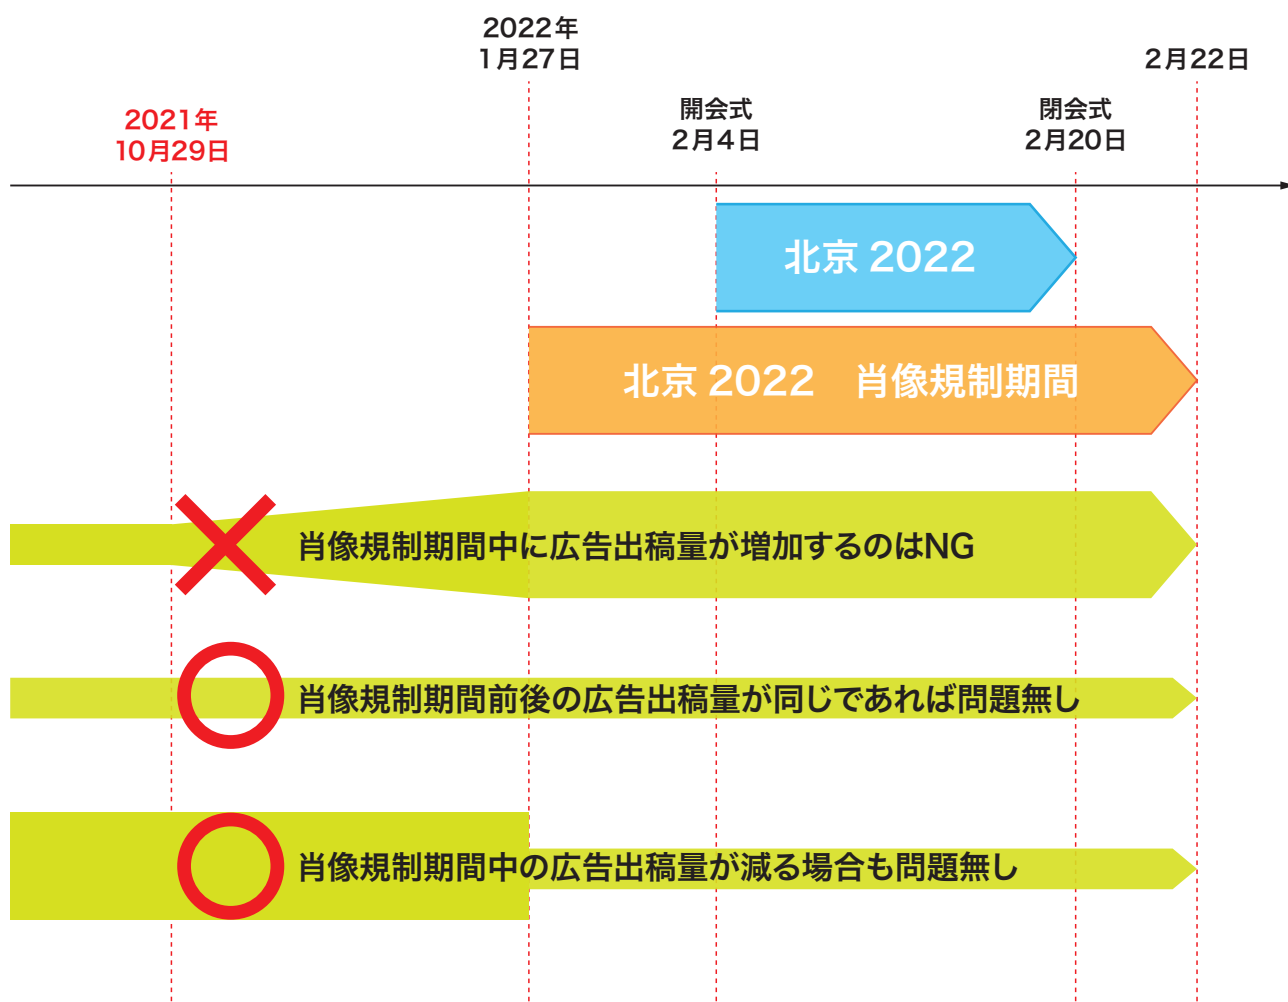 2022年
1月27日
2月22日
2021年
10月29日
開会式
2月4日
閉会式
2月20日
北京 2022
北京 2022　肖像規制期間
肖像規制期間中に広告出稿量が増加するのはNG
肖像規制期間前後の広告出稿量が同じであれば問題無し
肖像規制期間中の広告出稿量が減る場合も問題無し